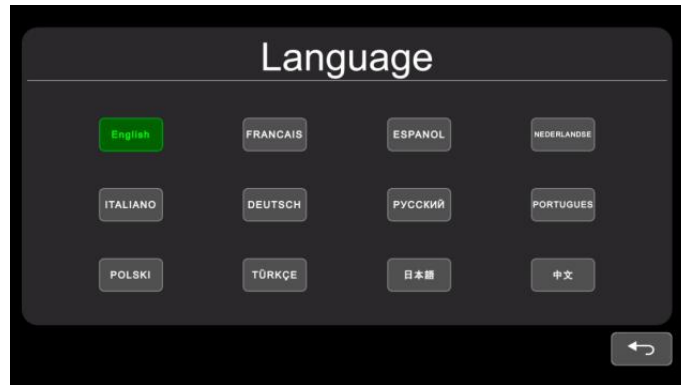 Language
English FRANCAIS ESPANOL NEDERLANDSE
ITALIANO DEUTSCH РУССКИЙ PORTUGUES
POLSKI TÜRKÇE 日本語 中文